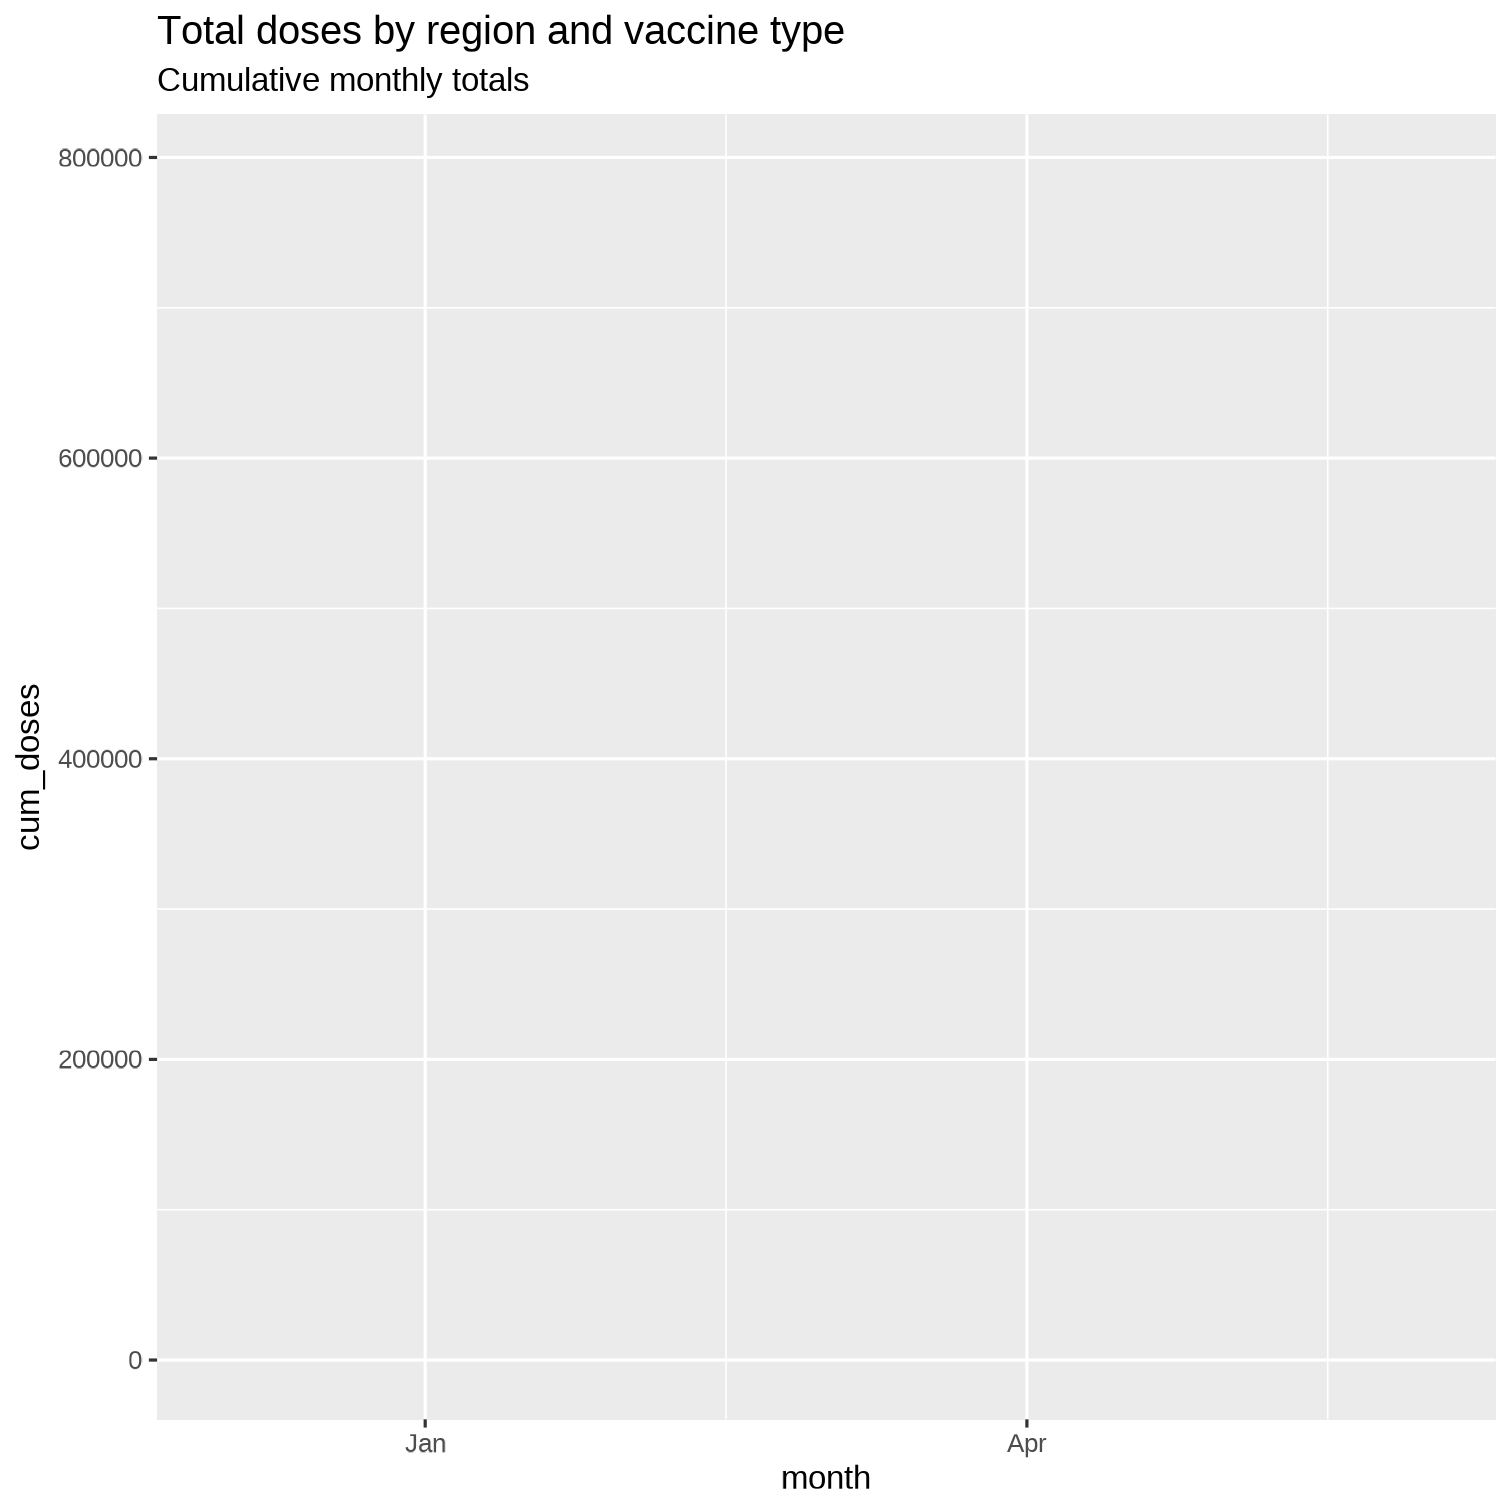 Total doses by region and vaccine type
Cumulative monthly totals
800000
600000
400000
200000
0
cum_doses
Jan
Apr
month